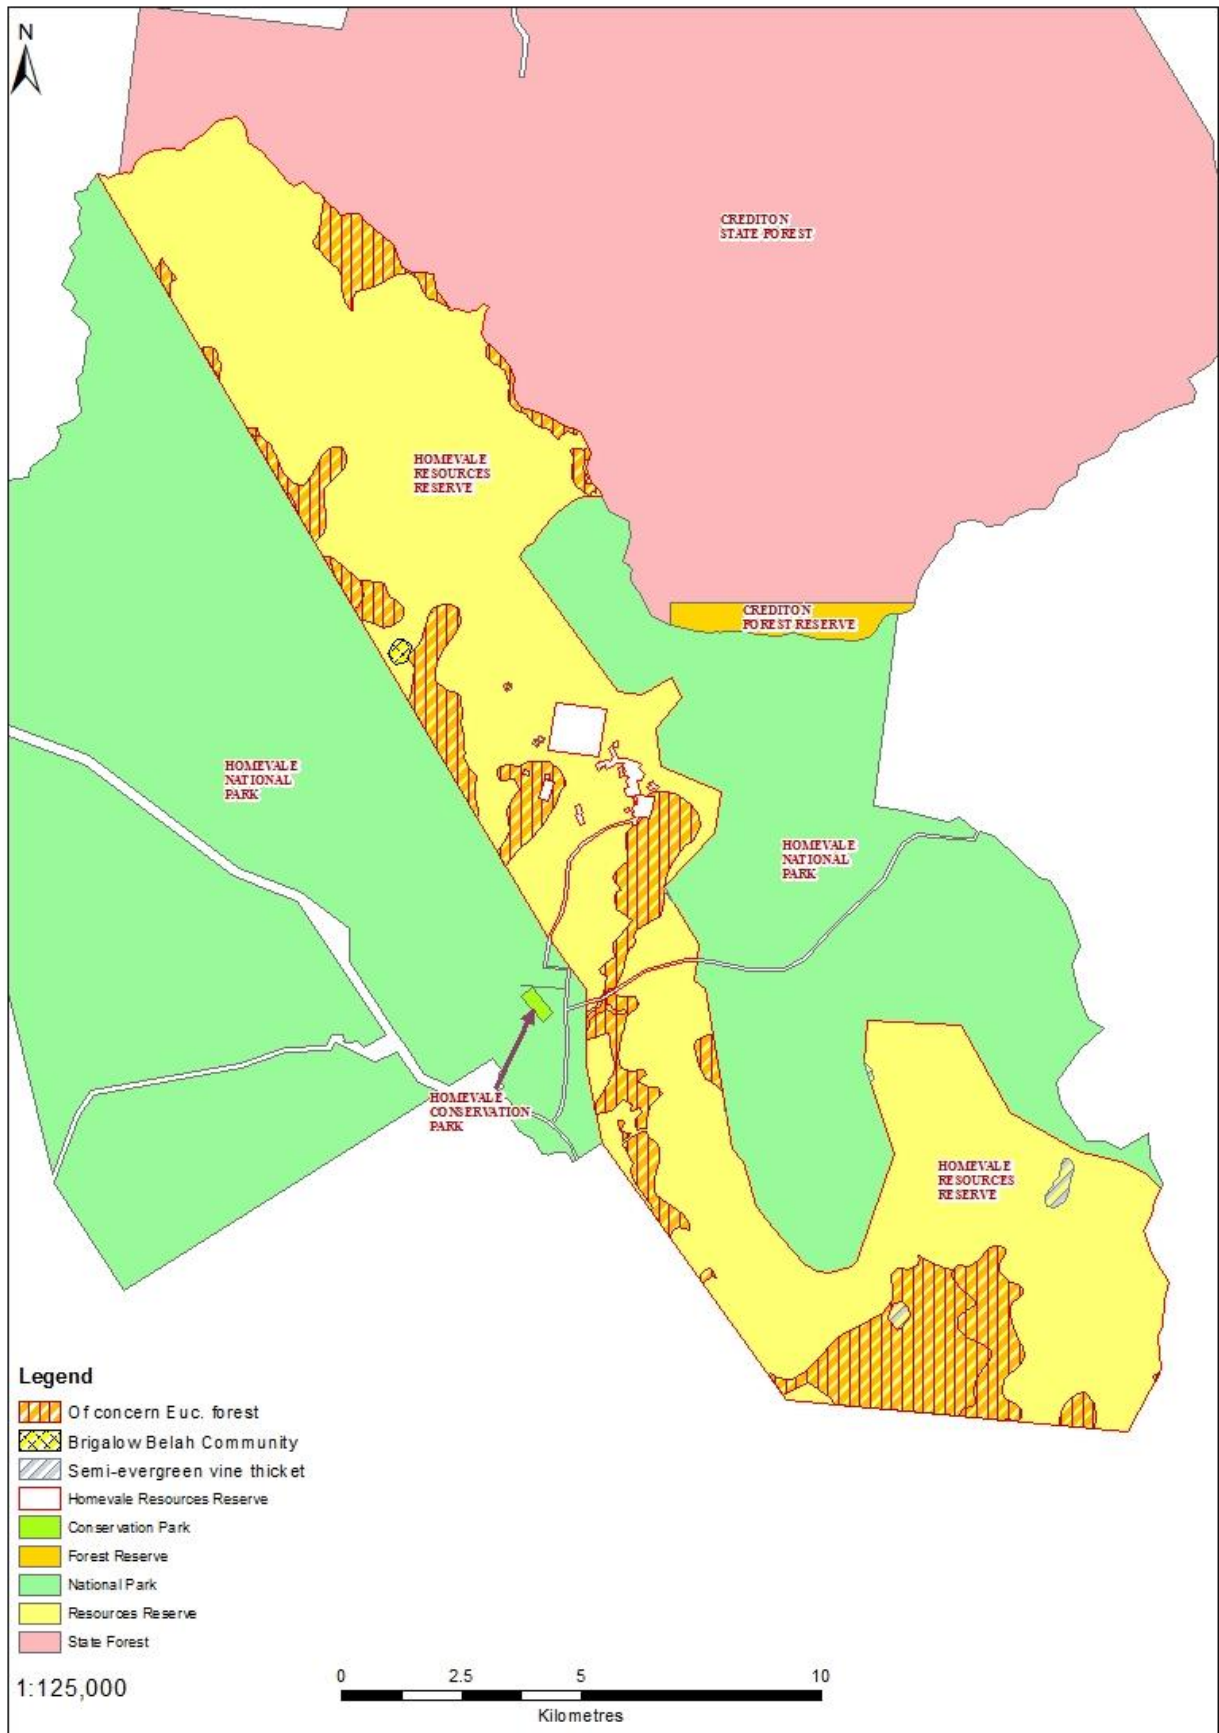 N
CREDITON
STATE FOREST
HOMEVALE
RESOURCES
RESERVE
CREDITON
FOREST RESERVE
HOMEVALE
NATIONAL
PARK
HOMEVALE
NATIONAL
PARK
HOMEVALE
CONSERVATION
PARK
HOMEVALE
RESOURCES
RESERVE
Legend
Of concern Euc. forest
Brigalow Belah Community
Semi-evergreen vine thicket
Homevale Resources Reserve
Conservation Park
Forest Reserve
National Park
Resources Reserve
State Forest
1:125,000
0 2.5 5 10
Kilometres